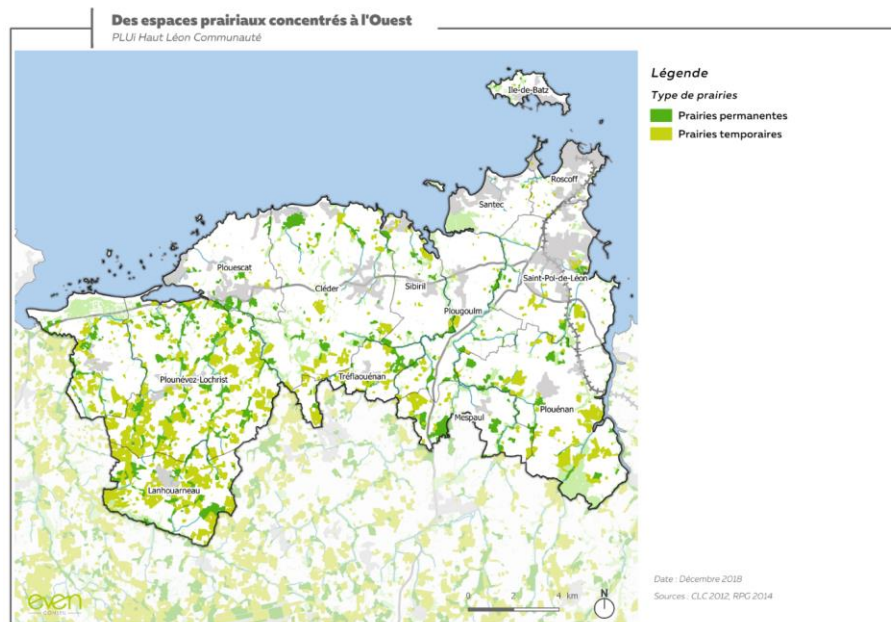 Des espaces prairiaux concentrés à l'Ouest
PLUi Haut Léon Communauté
Légende
Type de prairies
Prairies permanentes
Prairies temporaires
Ile-de-Batz
Roscoff
Santec
Plouescat
Cléder
Sibiril
Saint-Pol-de-Léon
Plougoulm
Tréflaouénan
Plounévez-Lochrist
Mespaul
Plouénan
Lanhouarneau
Date : Décembre 2018
Sources : CLC 2012, RPG 2014
even
CONSEIL
0 2 4 km
N